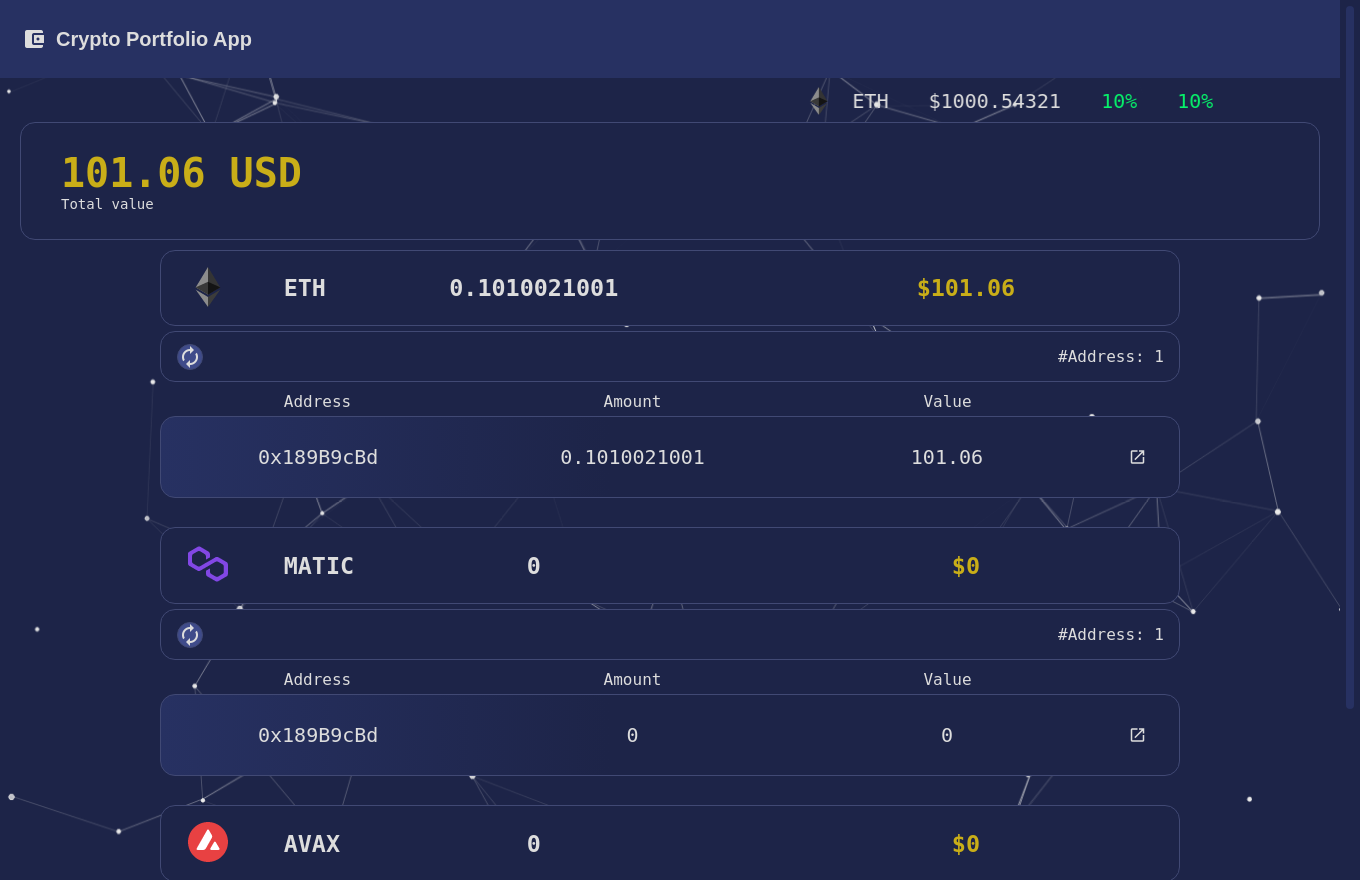 Crypto Portfolio App
ETH $1000.54321 10% 10%
101.06 USD
Total value
ETH 0.1010021001 $101.06
#Address: 1
Address Amount Value
0x189B9cBd 0.1010021001 101.06
MATIC 0 $0
#Address: 1
Address Amount Value
0x189B9cBd 0 0
AVAX 0 $0